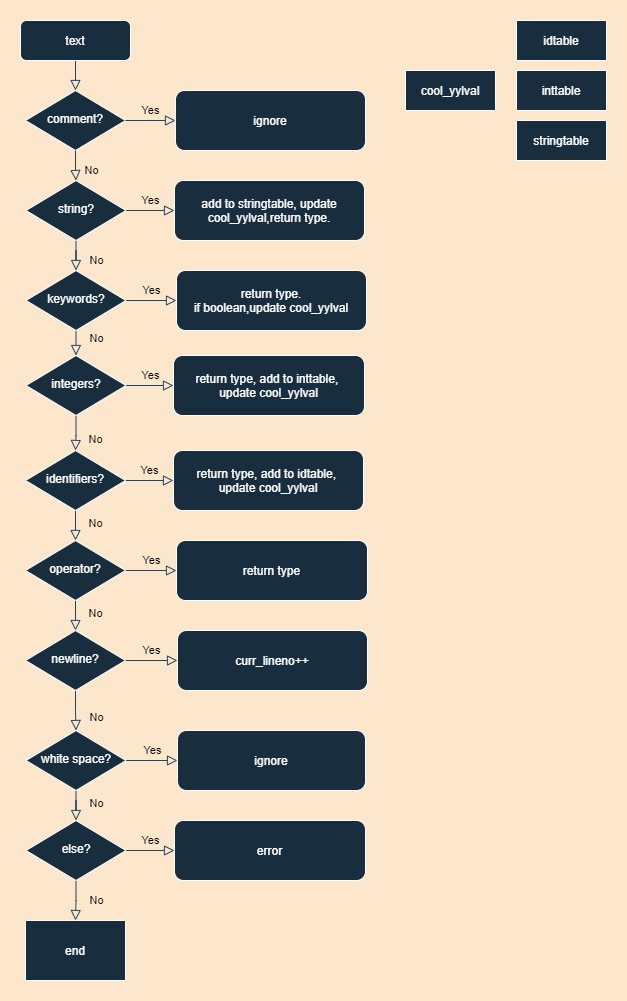 text
idtable
cool_yylval
inttable
stringtable
comment?
Yes
ignore
No
string?
Yes
add to stringtable, update
cool_yylval,return type.
No
keywords?
Yes
return type.
if boolean,update cool_yylval
No
integers?
Yes
return type, add to inttable,
update cool_yylval
No
identifiers?
Yes
return type, add to idtable,
update cool_yylval
No
operator?
Yes
return type
No
newline?
Yes
curr_lineno++
No
white space?
Yes
ignore
No
else?
Yes
error
No
end